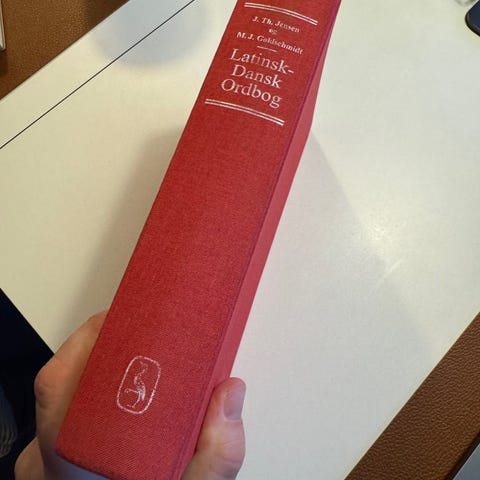 J. Th. Jensen
og
M. J. Goldschmidt
Latinsk-
Dansk
Ordbog